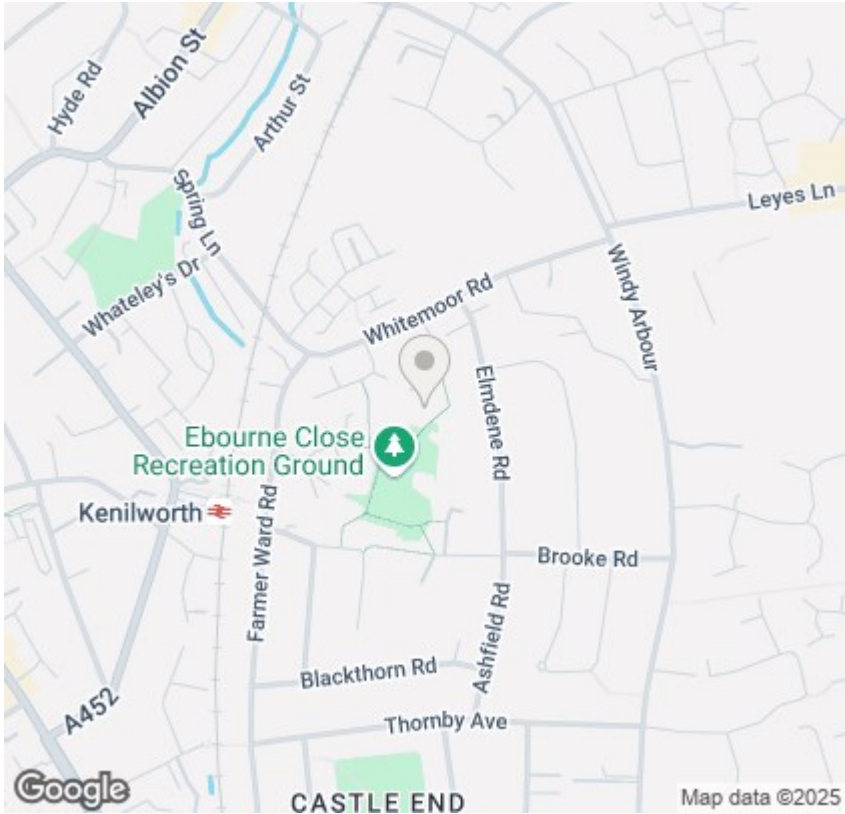 Hyde Rd
Albion St
Arthur St
Spring Ln
Whateley's Dr
Leyes Ln
Windy Arbour
Whitemoor Rd
Elmdene Rd
Ebourne Close
Recreation Ground
Kenilworth
Farmer Ward Rd
Brooke Rd
Ashfield Rd
Blackthorn Rd
A452
Thornby Ave
CASTLE END
Google
Map data ©2025